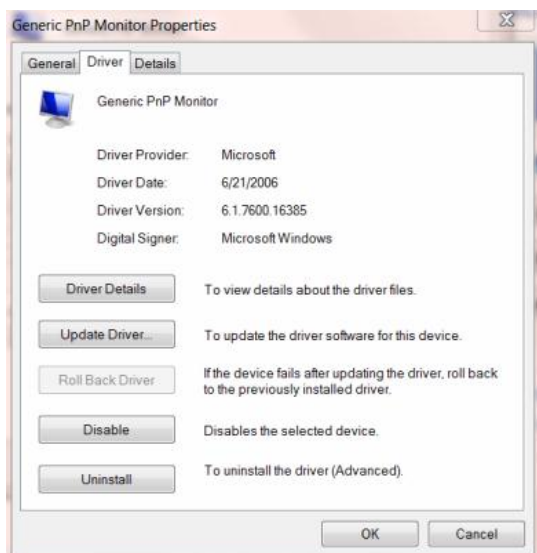 Generic PnP Monitor Properties
General Driver Details
Generic PnP Monitor
Driver Provider: Microsoft
Driver Date: 6/21/2006
Driver Version: 6.1.7600.16385
Digital Signer: Microsoft Windows
Driver Details To view details about the driver files.
Update Driver... To update the driver software for this device.
Roll Back Driver If the device fails after updating the driver, roll back
to the previously installed driver.
Disable Disables the selected device.
Uninstall To uninstall the driver (Advanced).
OK Cancel